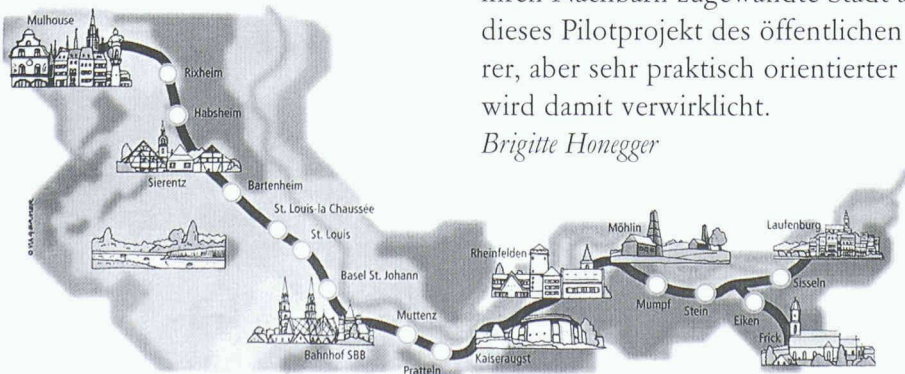 ihren Nachbarn zugewandte Stadt
dieses Pilotprojekt des öffentlichen
rer, aber sehr praktisch orientierter
wird damit verwirklicht.
Brigitte Honegger
Mulhouse
Rixheim
Habsheim
Sierentz
Bartenheim
St. Louis-la Chaussée
St. Louis
Basel St. Johann
Bahnhof SBB
Muttenz
Pratteln
Kaiseraugst
Rheinfelden
Möhlin
Mumpf
Stein
Eiken
Frick
Sisseln
Laufenburg